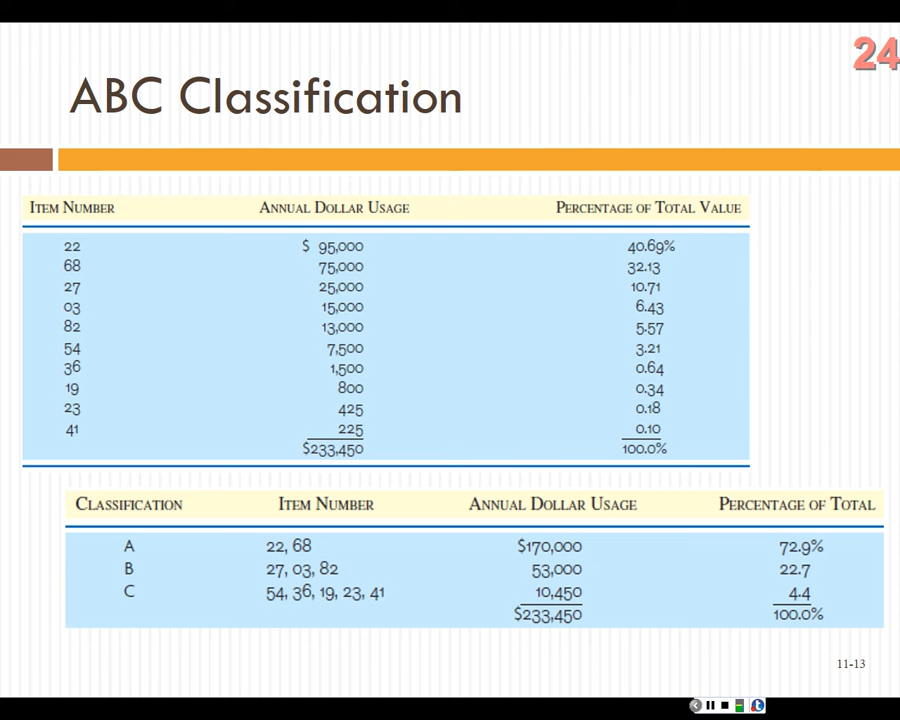 24
ABC Classification
ITEM NUMBER ANNUAL DOLLAR USAGE PERCENTAGE OF TOTAL VALUE
22 $ 95,000 40.69%
68 75,000 32.13
27 25,000 10.71
03 15,000 6.43
82 13,000 5.57
54 7,500 3.21
36 1,500 0.64
19 800 0.34
23 425 0.18
41 225 0.10
$233,450 100.0%
CLASSIFICATION ITEM NUMBER ANNUAL DOLLAR USAGE PERCENTAGE OF TOTAL
A 22, 68 $170,000 72.9%
B 27, 03, 82 53,000 22.7
C 54, 36, 19, 23, 41 10,450 4.4
$233,450 100.0%
11-13